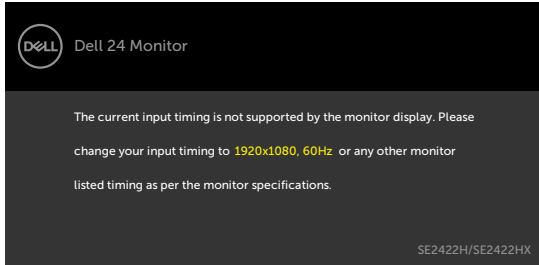 DELL
Dell 24 Monitor
The current input timing is not supported by the monitor display. Please
change your input timing to 1920x1080, 60Hz or any other monitor
listed timing as per the monitor specifications.
SE2422H/SE2422HX